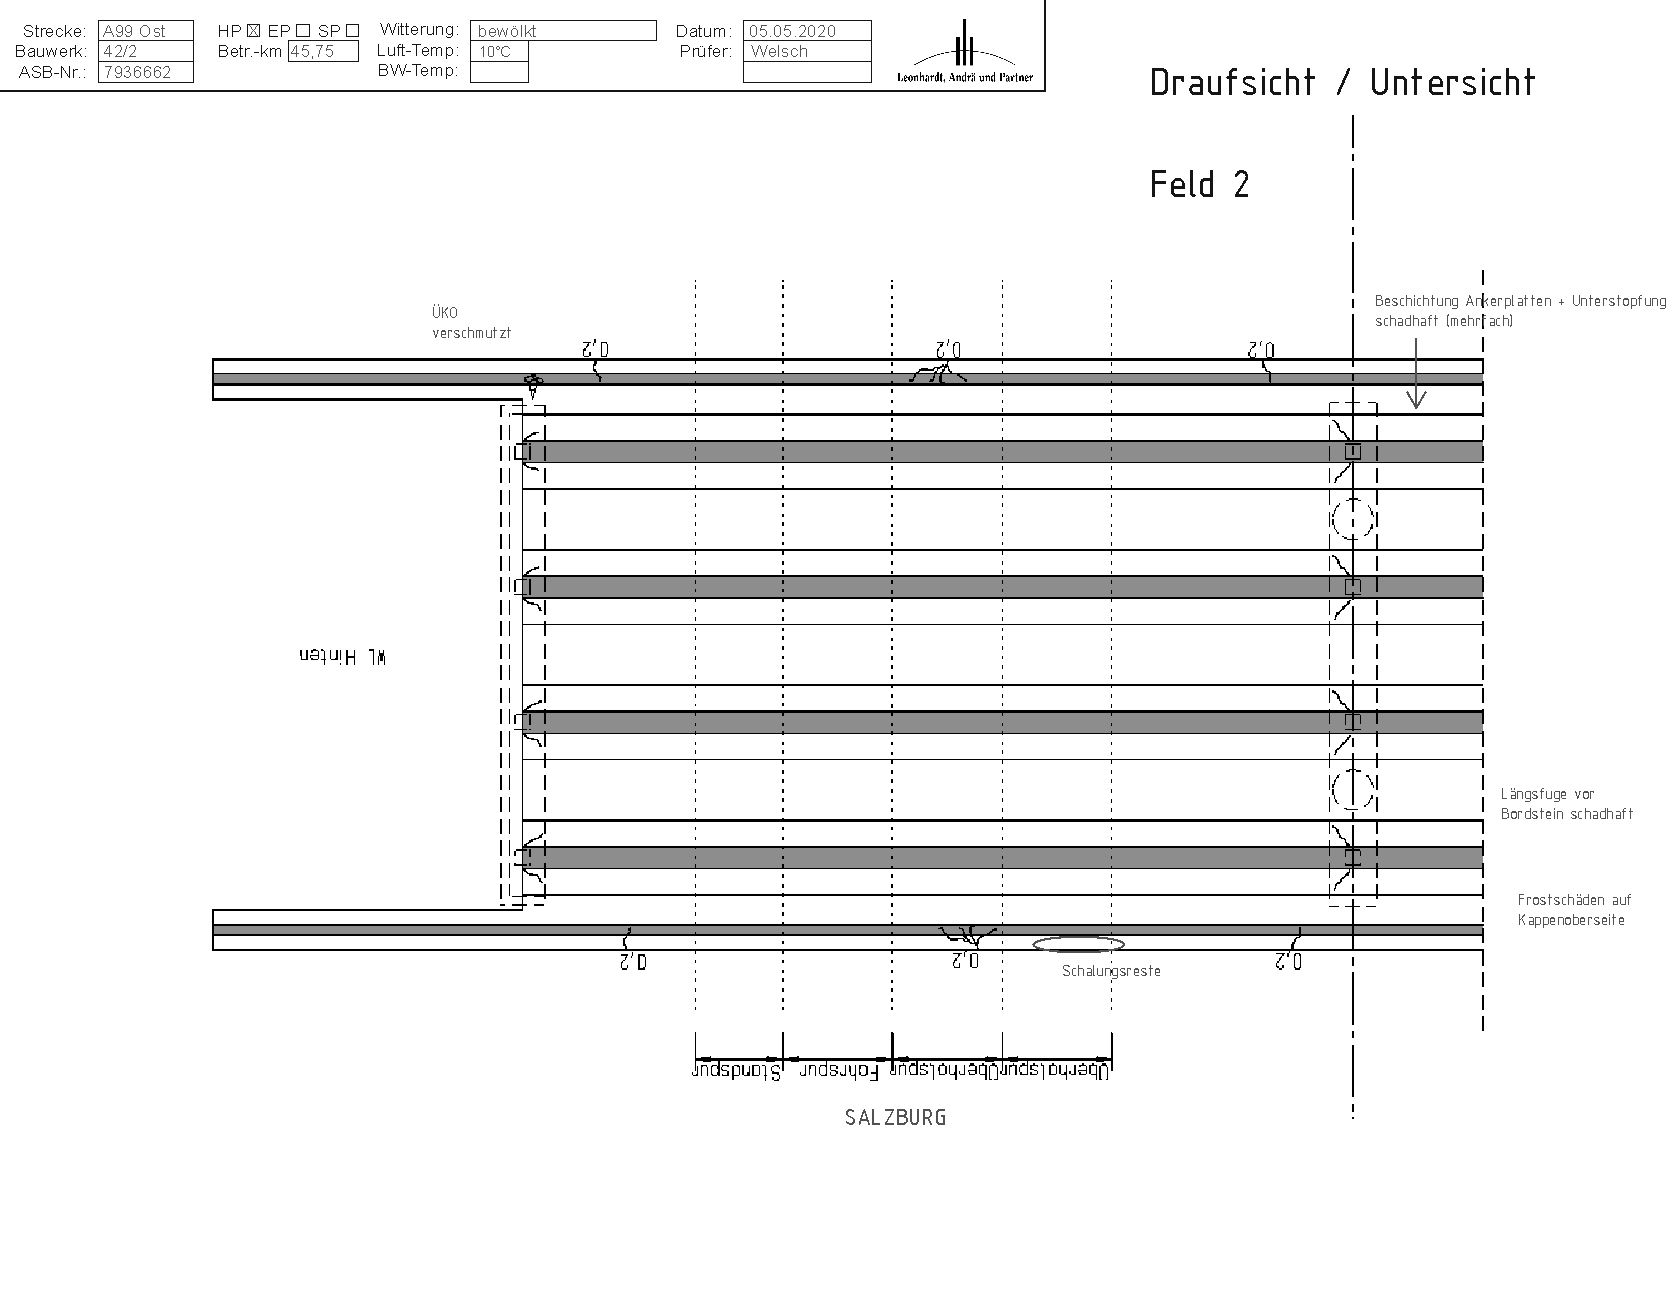 Strecke: A99 Ost
Bauwerk: 42/2
ASB-Nr.: 7936662
HP ☒ EP ☐ SP ☐
Betr.-km 45,75
Witterung: bewölkt
Luft-Temp: 10°C
BW-Temp:
Datum: 05.05.2020
Prüfer: Welsch
Leonhardt, Andrä und Partner
Draufsicht / Untersicht
Feld 2
ÜKO
verschmutzt
Beschichtung Ankerplatten + Unterstopfung
schadhaft (mehrfach)
0,2
0,2
0,2
WL Hinten
Längsfuge vor
Bordstein schadhaft
Frostschäden auf
Kappenoberseite
0,2
0,2
0,2
Schalungsreste
Standspur
Fahrspur
Überholspur
Überholspur
SALZBURG